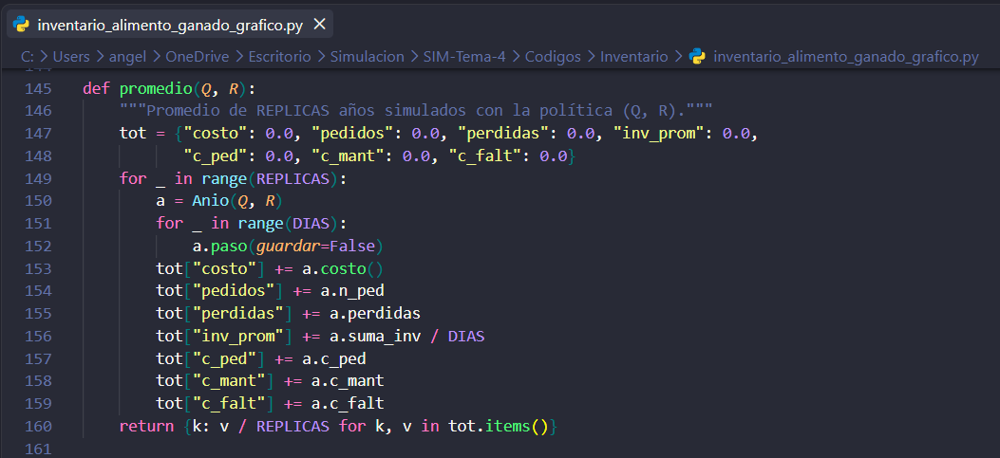 inventario_alimento_ganado_grafico.py
C: > Users > angel > OneDrive > Escritorio > Simulacion > SIM-Tema-4 > Codigos > Inventario > inventario_alimento_ganado_grafico.py
145 def promedio(Q, R):
146     """Promedio de REPLICAS años simulados con la política (Q, R)."""
147     tot = {"costo": 0.0, "pedidos": 0.0, "perdidas": 0.0, "inv_prom": 0.0,
148            "c_ped": 0.0, "c_mant": 0.0, "c_falt": 0.0}
149     for _ in range(REPLICAS):
150         a = Anio(Q, R)
151         for _ in range(DIAS):
152             a.paso(guardar=False)
153         tot["costo"] += a.costo()
154         tot["pedidos"] += a.n_ped
155         tot["perdidas"] += a.perdidas
156         tot["inv_prom"] += a.suma_inv / DIAS
157         tot["c_ped"] += a.c_ped
158         tot["c_mant"] += a.c_mant
159         tot["c_falt"] += a.c_falt
160     return {k: v / REPLICAS for k, v in tot.items()}
161